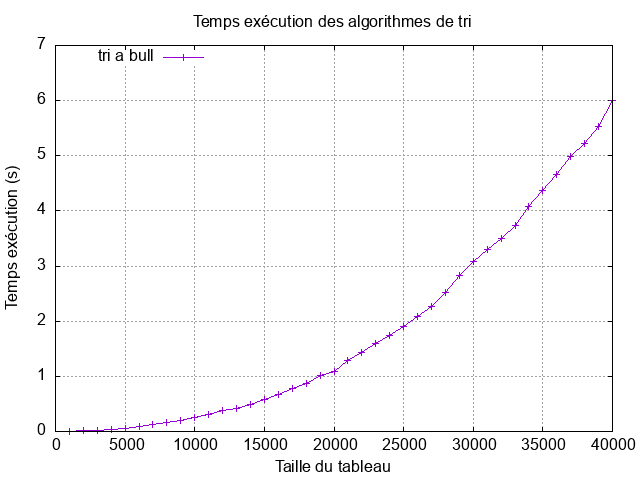 Temps exécution des algorithmes de tri
tri a bull
7
6
5
4
3
2
1
0
Temps exécution (s)
0 5000 10000 15000 20000 25000 30000 35000 40000
Taille du tableau